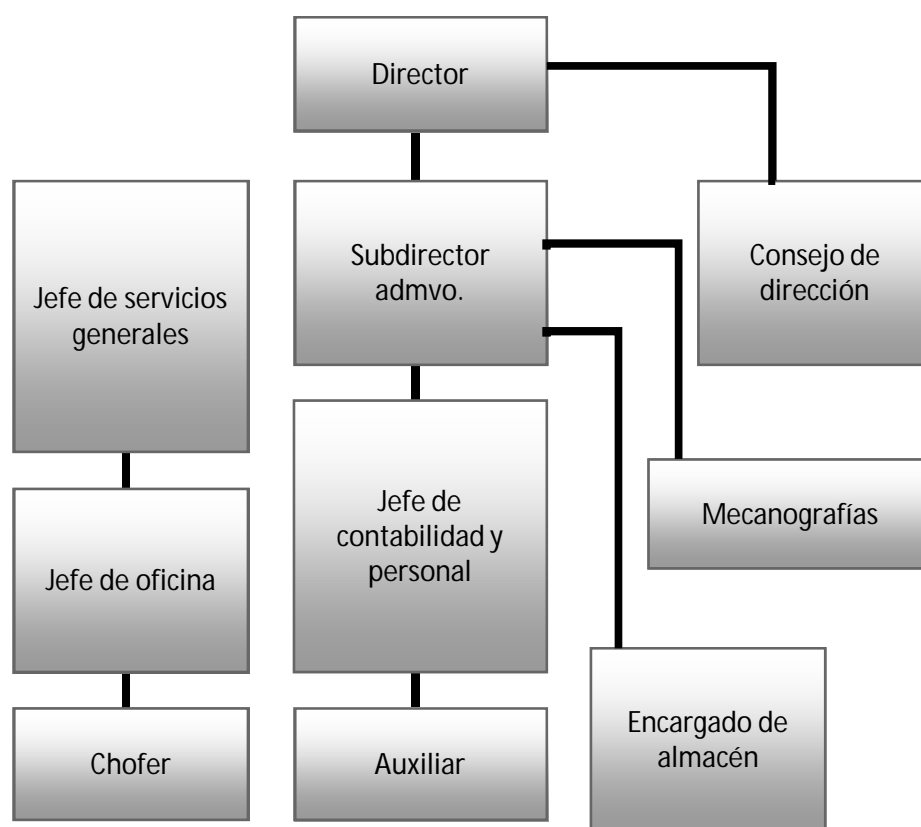 Director
Jefe de servicios
generales
Subdirector
admvo.
Consejo de
dirección
Jefe de oficina
Jefe de
contabilidad y
personal
Mecanografías
Chofer
Auxiliar
Encargado de
almacén